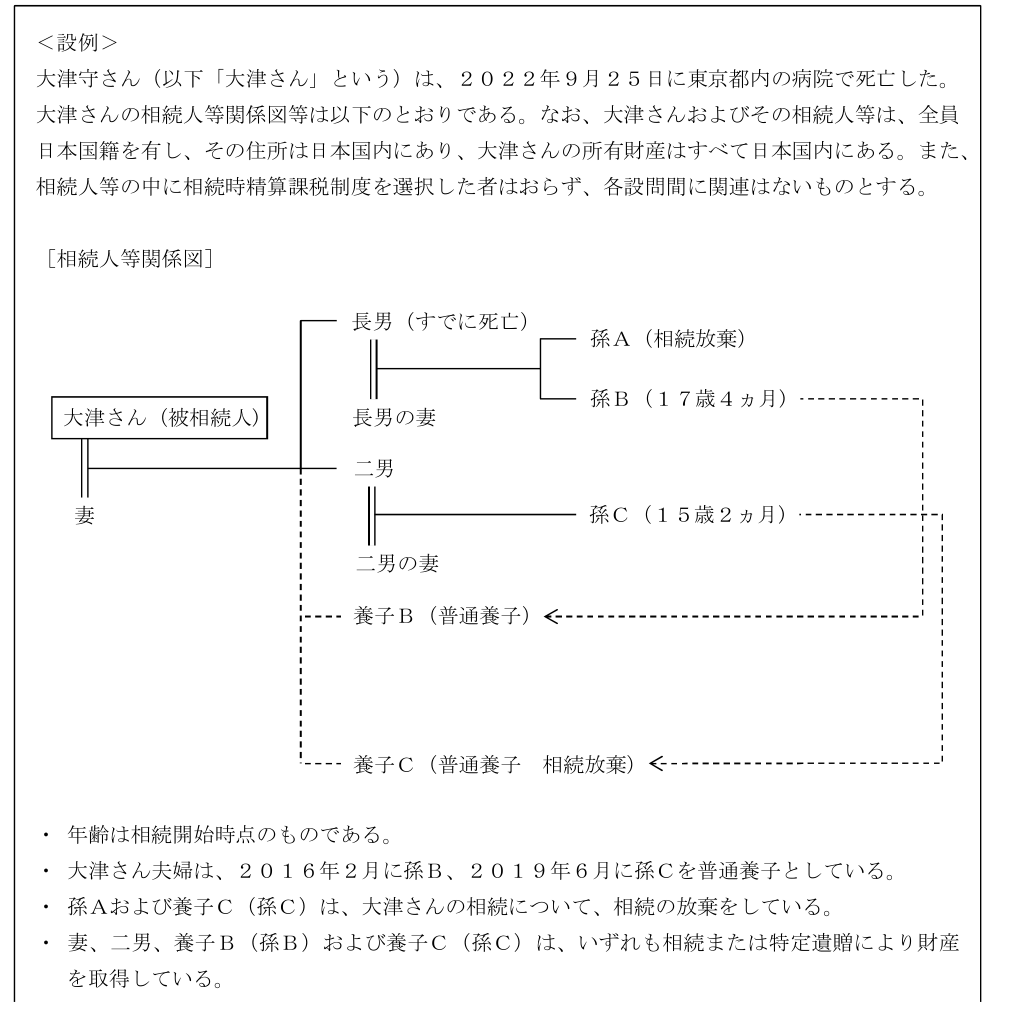 ＜設例＞
大津守さん（以下「大津さん」という）は、２０２２年９月２５日に東京都内の病院で死亡した。
大津さんの相続人等関係図等は以下のとおりである。なお、大津さんおよびその相続人等は、全員
日本国籍を有し、その住所は日本国内にあり、大津さんの所有財産はすべて日本国内にある。また、
相続人等の中に相続時精算課税制度を選択した者はおらず、各設問間に関連はないものとする。
［相続人等関係図］
長男（すでに死亡）
孫Ａ（相続放棄）
孫Ｂ（１７歳４ヵ月）
大津さん（被相続人）
長男の妻
二男
妻
孫Ｃ（１５歳２ヵ月）
二男の妻
養子Ｂ（普通養子）
養子Ｃ（普通養子　相続放棄）
・ 年齢は相続開始時点のものである。
・ 大津さん夫婦は、２０１６年２月に孫Ｂ、２０１９年６月に孫Ｃを普通養子としている。
・ 孫Ａおよび養子Ｃ（孫Ｃ）は、大津さんの相続について、相続の放棄をしている。
・ 妻、二男、養子Ｂ（孫Ｂ）および養子Ｃ（孫Ｃ）は、いずれも相続または特定遺贈により財産
を取得している。